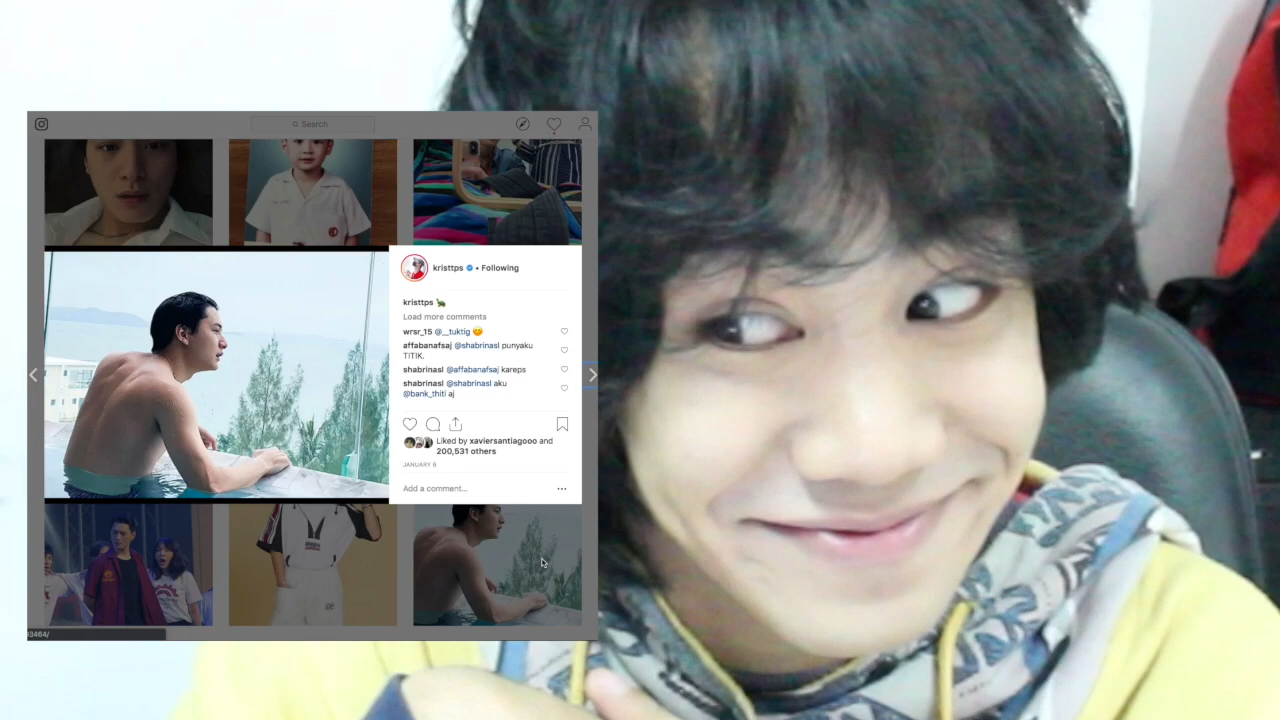 Search
kristtps • Following
kristtps
Load more comments
wrsr_15 @__tuktig
affabanafsaj @shabrinasl punyaku
TITIK.
shabrinasl @affabanafsaj kareps
shabrinasl @shabrinasl aku
@bank_thiti aj
Liked by xaviersantiagooo and
200,531 others
JANUARY 6
Add a comment...
93464/